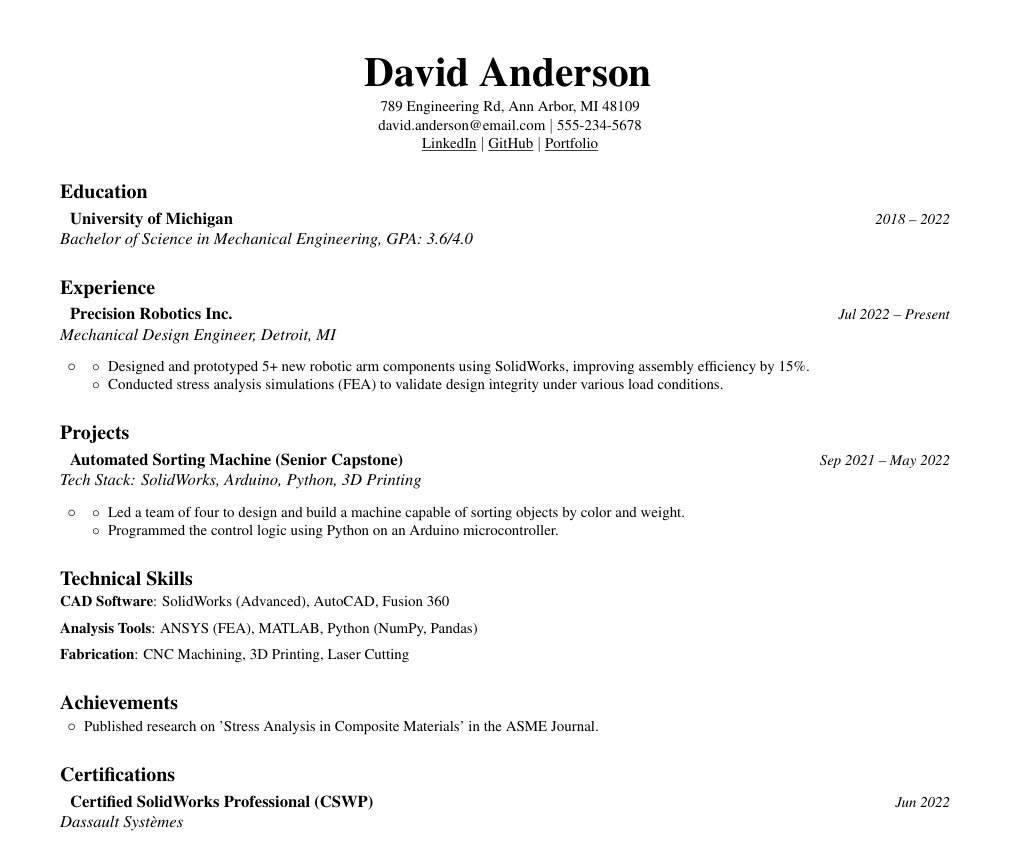 David Anderson
789 Engineering Rd, Ann Arbor, MI 48109
david.anderson@email.com | 555-234-5678
LinkedIn | GitHub | Portfolio
Education
University of Michigan 2018 – 2022
Bachelor of Science in Mechanical Engineering, GPA: 3.6/4.0
Experience
Precision Robotics Inc. Jul 2022 – Present
Mechanical Design Engineer, Detroit, MI
○ ○ Designed and prototyped 5+ new robotic arm components using SolidWorks, improving assembly efficiency by 15%.
○ Conducted stress analysis simulations (FEA) to validate design integrity under various load conditions.
Projects
Automated Sorting Machine (Senior Capstone) Sep 2021 – May 2022
Tech Stack: SolidWorks, Arduino, Python, 3D Printing
○ ○ Led a team of four to design and build a machine capable of sorting objects by color and weight.
○ Programmed the control logic using Python on an Arduino microcontroller.
Technical Skills
CAD Software: SolidWorks (Advanced), AutoCAD, Fusion 360
Analysis Tools: ANSYS (FEA), MATLAB, Python (NumPy, Pandas)
Fabrication: CNC Machining, 3D Printing, Laser Cutting
Achievements
○ Published research on ’Stress Analysis in Composite Materials’ in the ASME Journal.
Certifications
Certified SolidWorks Professional (CSWP) Jun 2022
Dassault Systèmes